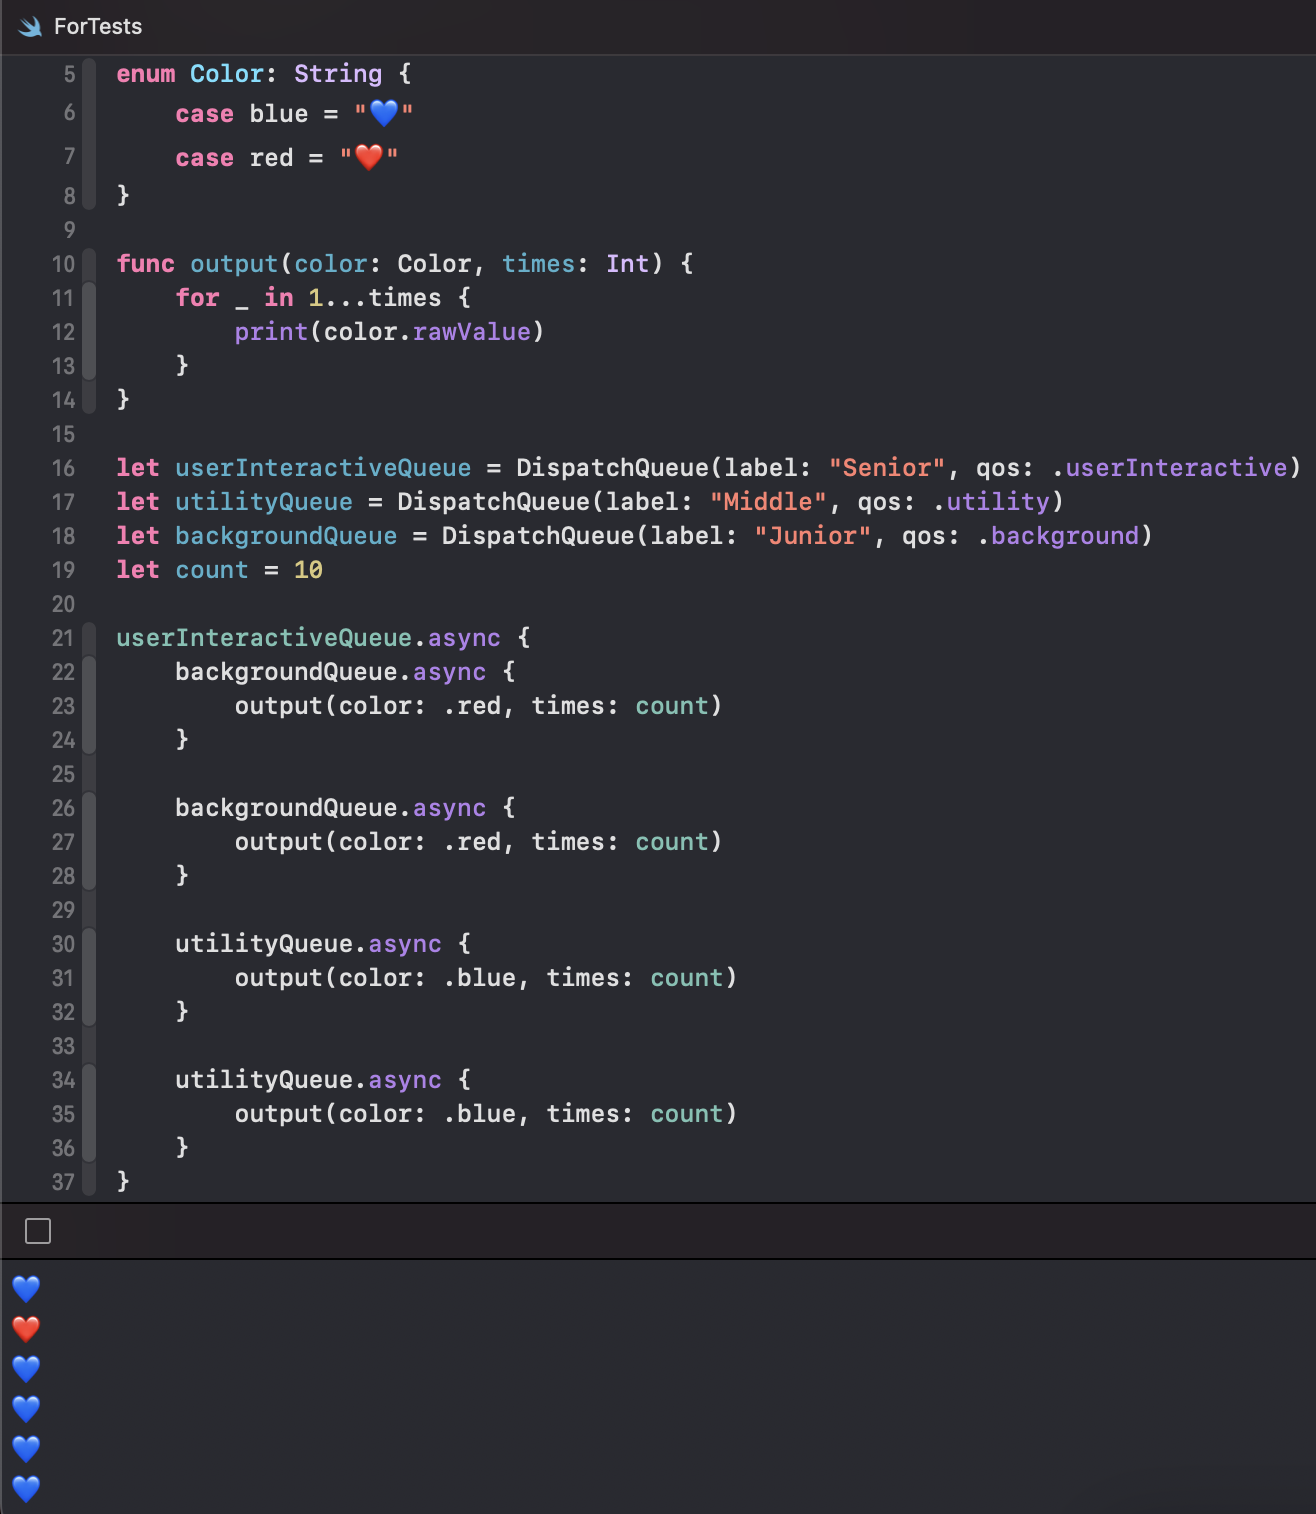 ForTests
5 enum Color: String {
6     case blue = "💙"
7     case red = "❤️"
8 }
9
10 func output(color: Color, times: Int) {
11     for _ in 1...times {
12         print(color.rawValue)
13     }
14 }
15
16 let userInteractiveQueue = DispatchQueue(label: "Senior", qos: .userInteractive)
17 let utilityQueue = DispatchQueue(label: "Middle", qos: .utility)
18 let backgroundQueue = DispatchQueue(label: "Junior", qos: .background)
19 let count = 10
20
21 userInteractiveQueue.async {
22     backgroundQueue.async {
23         output(color: .red, times: count)
24     }
25
26     backgroundQueue.async {
27         output(color: .red, times: count)
28     }
29
30     utilityQueue.async {
31         output(color: .blue, times: count)
32     }
33
34     utilityQueue.async {
35         output(color: .blue, times: count)
36     }
37 }
💙
❤️
💙
💙
💙
💙